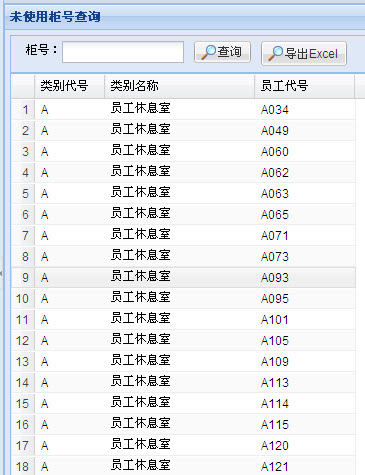 未使用柜号查询
柜号： 查询 导出Excel
类别代号 类别名称 员工代号
1 A 员工休息室 A034
2 A 员工休息室 A049
3 A 员工休息室 A060
4 A 员工休息室 A062
5 A 员工休息室 A063
6 A 员工休息室 A065
7 A 员工休息室 A071
8 A 员工休息室 A073
9 A 员工休息室 A093
10 A 员工休息室 A095
11 A 员工休息室 A101
12 A 员工休息室 A105
13 A 员工休息室 A109
14 A 员工休息室 A113
15 A 员工休息室 A114
16 A 员工休息室 A115
17 A 员工休息室 A120
18 A 员工休息室 A121